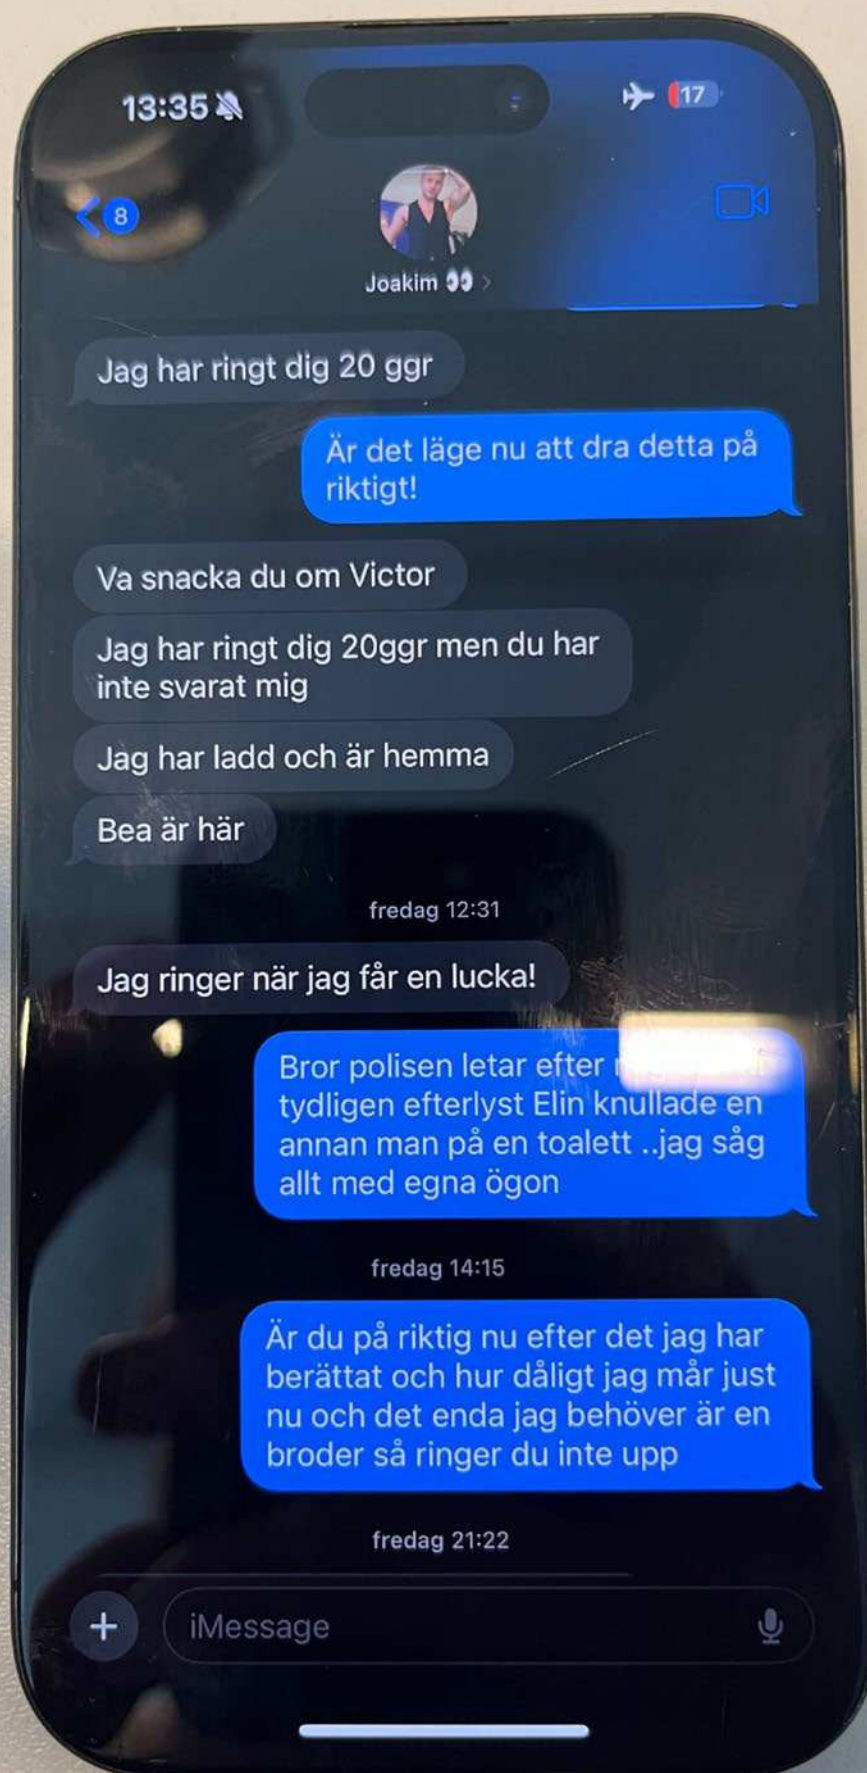 13:35
17
8
Joakim 👀 >
Jag har ringt dig 20 ggr
Är det läge nu att dra detta på
riktigt!
Va snacka du om Victor
Jag har ringt dig 20ggr men du har
inte svarat mig
Jag har ladd och är hemma
Bea är här
fredag 12:31
Jag ringer när jag får en lucka!
Bror polisen letar efter
tydligen efterlyst Elin knullade en
annan man på en toalett ..jag såg
allt med egna ögon
fredag 14:15
Är du på riktig nu efter det jag har
berättat och hur dåligt jag mår just
nu och det enda jag behöver är en
broder så ringer du inte upp
fredag 21:22
iMessage